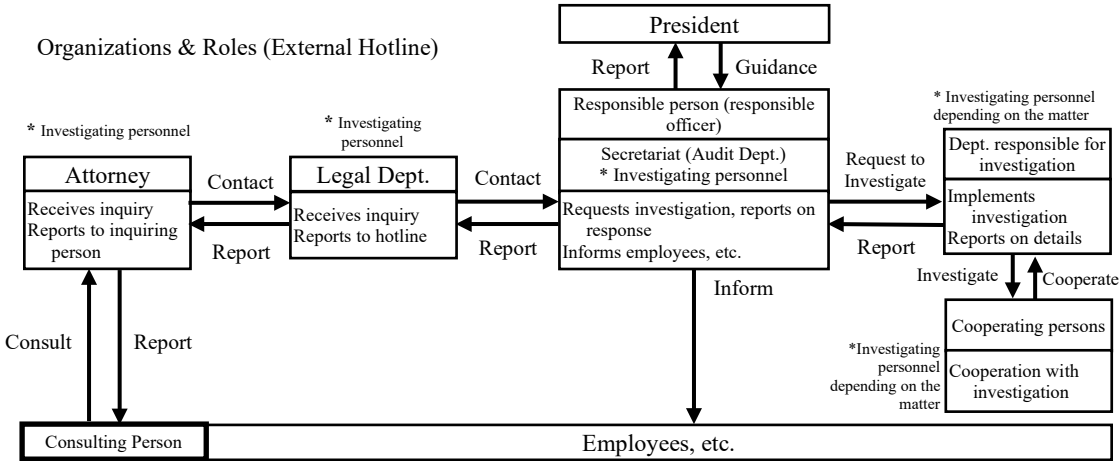 President
Organizations & Roles (External Hotline)
Report
Guidance
Responsible person (responsible
officer)
Secretariat (Audit Dept.)
* Investigating personnel
Requests investigation, reports on
response
Informs employees, etc.
* Investigating personnel
Attorney
Receives inquiry
Reports to inquiring
person
Contact
Report
* Investigating
personnel
Legal Dept.
Receives inquiry
Reports to hotline
Contact
Report
Request to
Investigate
Report
* Investigating personnel
depending on the matter
Dept. responsible for
investigation
Implements
investigation
Reports on details
Investigate
Cooperate
Cooperating persons
Cooperation with
investigation
*Investigating
personnel
depending on the
matter
Inform
Consult
Report
Consulting Person
Employees, etc.